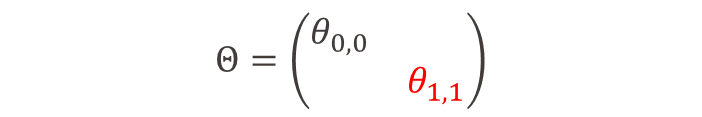 Θ = (θ0,0
θ1,1)